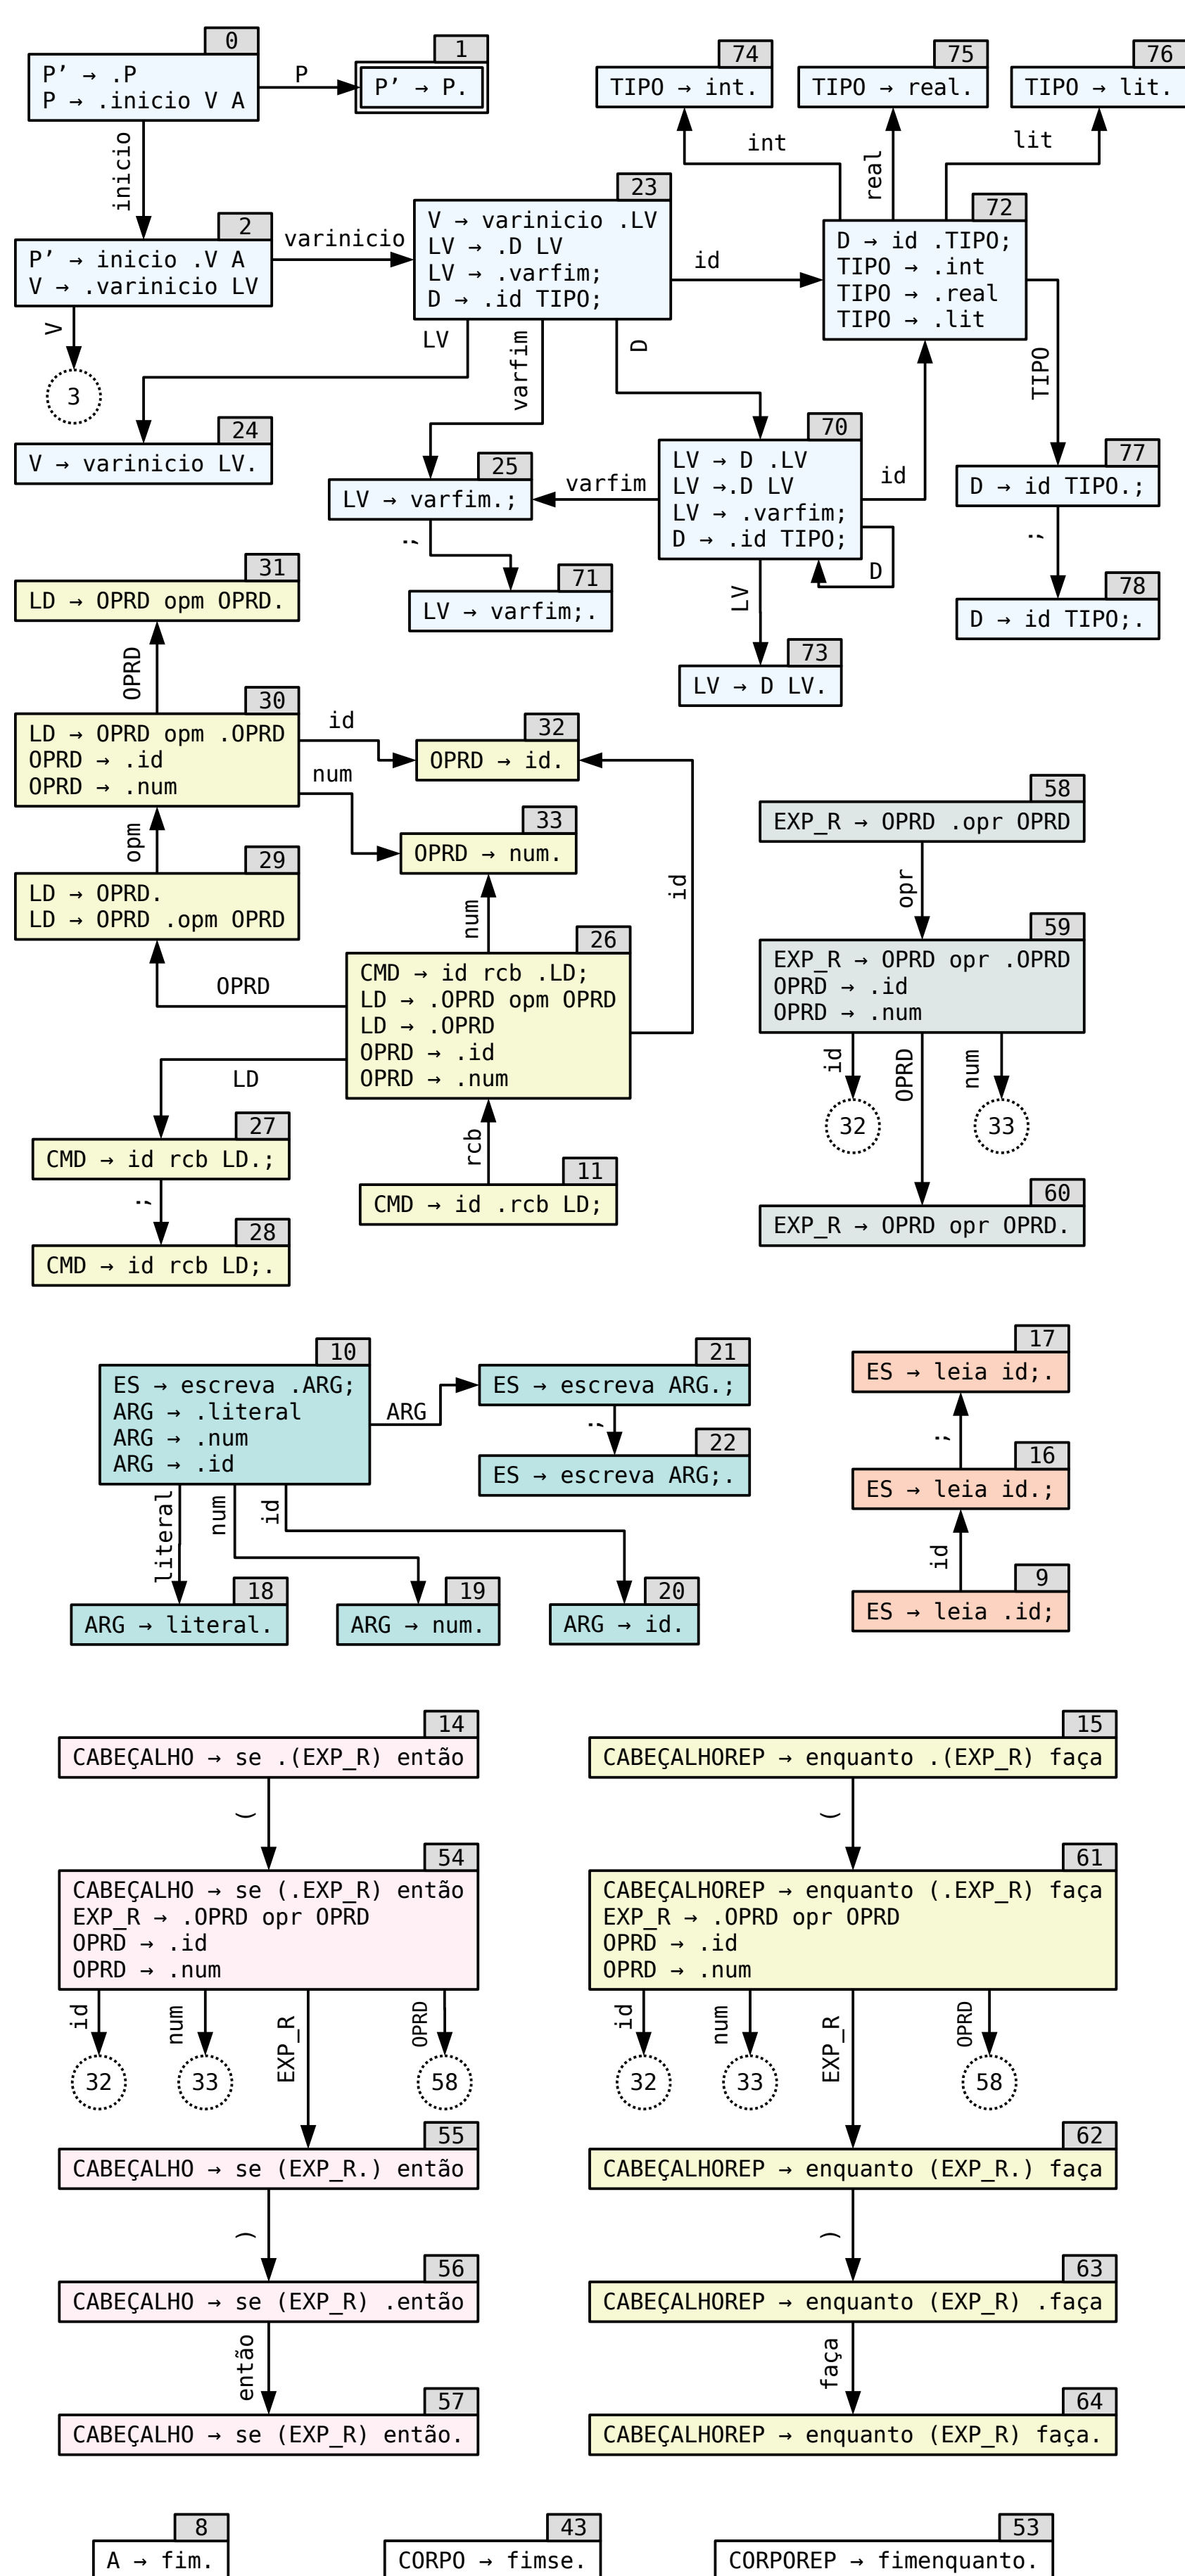 0
P’ → .P
P → .inicio V A
P
1
P’ → P.
inicio
2
P’ → inicio .V A
V → .varinicio LV
varinicio
V
3
23
V → varinicio .LV
LV → .D LV
LV → .varfim;
D → .id TIPO;
id
LV
varfim
D
24
V → varinicio LV.
74
TIPO → int.
75
TIPO → real.
76
TIPO → lit.
int
real
lit
72
D → id .TIPO;
TIPO → .int
TIPO → .real
TIPO → .lit
TIPO
25
LV → varfim.;
varfim
;
71
LV → varfim;.
70
LV → D .LV
LV →.D LV
LV → .varfim;
D → .id TIPO;
id
D
LV
73
LV → D LV.
77
D → id TIPO.;
;
78
D → id TIPO;.
31
LD → OPRD opm OPRD.
OPRD
30
LD → OPRD opm .OPRD
OPRD → .id
OPRD → .num
id
num
32
OPRD → id.
33
OPRD → num.
opm
29
LD → OPRD.
LD → OPRD .opm OPRD
OPRD
num
id
26
CMD → id rcb .LD;
LD → .OPRD opm OPRD
LD → .OPRD
OPRD → .id
OPRD → .num
LD
27
CMD → id rcb LD.;
;
28
CMD → id rcb LD;.
rcb
11
CMD → id .rcb LD;
58
EXP_R → OPRD .opr OPRD
opr
59
EXP_R → OPRD opr .OPRD
OPRD → .id
OPRD → .num
id
OPRD
num
32
33
60
EXP_R → OPRD opr OPRD.
10
ES → escreva .ARG;
ARG → .literal
ARG → .num
ARG → .id
ARG
21
ES → escreva ARG.;
;
22
ES → escreva ARG;.
literal
num
id
18
ARG → literal.
19
ARG → num.
20
ARG → id.
17
ES → leia id;.
;
16
ES → leia id.;
id
9
ES → leia .id;
14
CABEÇALHO → se .(EXP_R) então
(
54
CABEÇALHO → se (.EXP_R) então
EXP_R → .OPRD opr OPRD
OPRD → .id
OPRD → .num
id
num
EXP_R
OPRD
32
33
58
55
CABEÇALHO → se (EXP_R.) então
)
56
CABEÇALHO → se (EXP_R) .então
então
57
CABEÇALHO → se (EXP_R) então.
15
CABEÇALHOREP → enquanto .(EXP_R) faça
(
61
CABEÇALHOREP → enquanto (.EXP_R) faça
EXP_R → .OPRD opr OPRD
OPRD → .id
OPRD → .num
id
num
EXP_R
OPRD
32
33
58
62
CABEÇALHOREP → enquanto (EXP_R.) faça
)
63
CABEÇALHOREP → enquanto (EXP_R) .faça
faça
64
CABEÇALHOREP → enquanto (EXP_R) faça.
8
A → fim.
43
CORPO → fimse.
53
CORPOREP → fimenquanto.